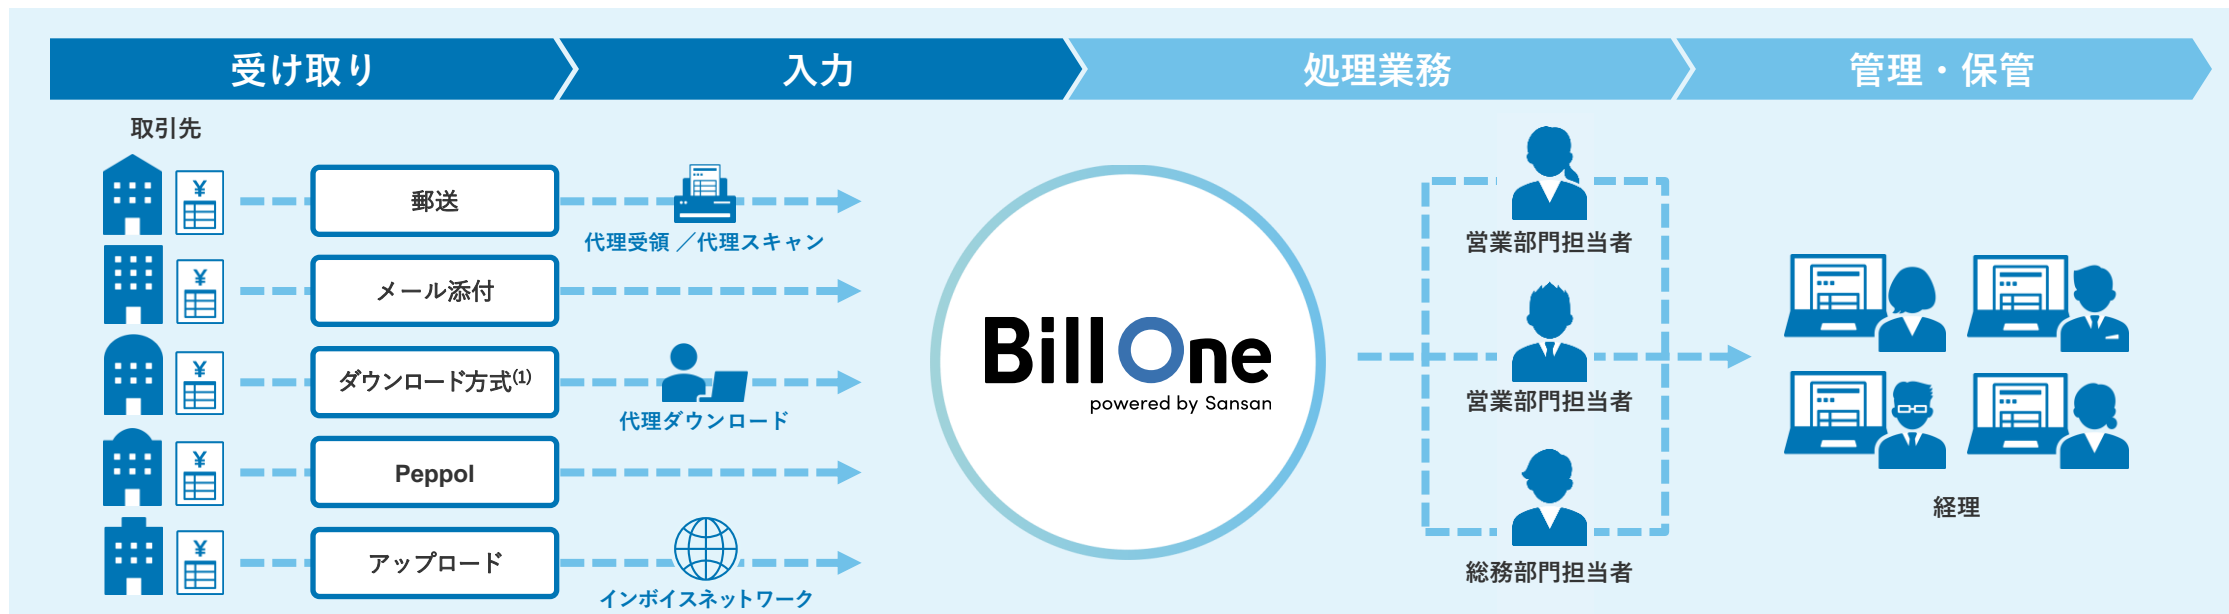 受け取り
入力
処理業務
管理・保管
取引先
¥
郵送
代理受領 ／代理スキャン
¥
メール添付
¥
ダウンロード方式(1)
代理ダウンロード
¥
Peppol
¥
アップロード
インボイスネットワーク
Bill One
powered by Sansan
営業部門担当者
営業部門担当者
総務部門担当者
経理